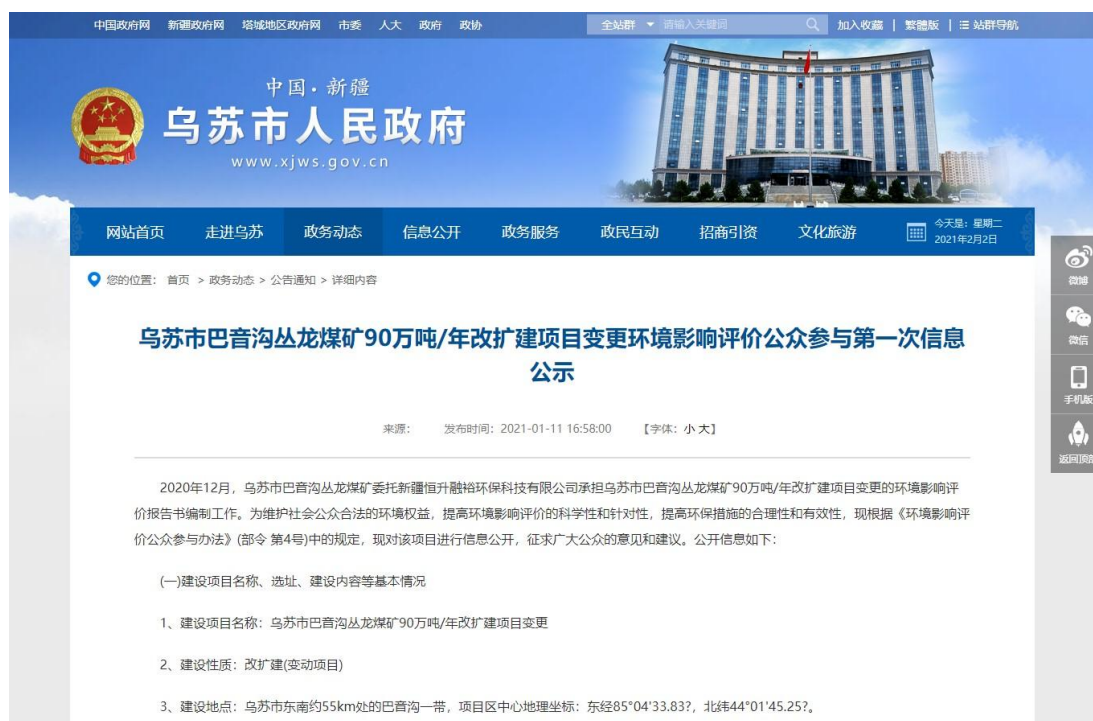 中国政府网 新疆政府网 塔城地区政府网 市委 人大 政府 政协 全站群 请输入关键词 加入收藏 | 繁體版 | 站群导航
中国·新疆
乌苏市人民政府
www.xjws.gov.cn
网站首页 走进乌苏 政务动态 信息公开 政务服务 政民互动 招商引资 文化旅游 今天是：星期二
2021年2月2日
微博
微信
手机版
返回顶部
您的位置： 首页 > 政务动态 > 公告通知 > 详细内容
乌苏市巴音沟丛龙煤矿90万吨/年改扩建项目变更环境影响评价公众参与第一次信息
公示
来源： 发布时间：2021-01-11 16:58:00 【字体：小 大】
2020年12月，乌苏市巴音沟丛龙煤矿委托新疆恒升融裕环保科技有限公司承担乌苏市巴音沟丛龙煤矿90万吨/年改扩建项目变更的环境影响评
价报告书编制工作。为维护社会公众合法的环境权益，提高环境影响评价的科学性和针对性，提高环保措施的合理性和有效性，现根据《环境影响评
价公众参与办法》(部令 第4号)中的规定，现对该项目进行信息公开，征求广大公众的意见和建议。公开信息如下：
(一)建设项目名称、选址、建设内容等基本情况
1、建设项目名称：乌苏市巴音沟丛龙煤矿90万吨/年改扩建项目变更
2、建设性质：改扩建(变动项目)
3、建设地点：乌苏市东南约55km处的巴音沟一带，项目区中心地理坐标：东经85°04'33.83?，北纬44°01'45.25?。